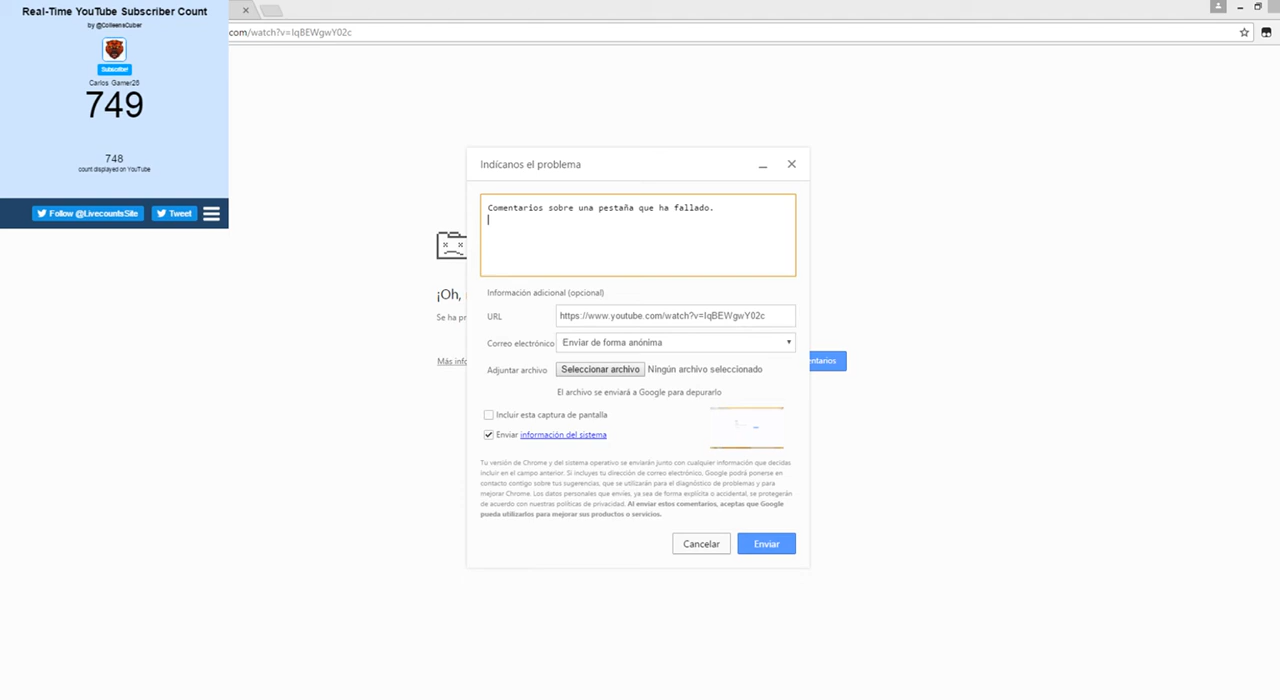 Real-Time YouTube Subscriber Count
by @ColleensCuber
Subscribe!
Carlos Gamer26
749
748
count displayed on YouTube
Follow @LivecountsSite
Tweet
com/watch?v=IqBEWgwY02c
Indícanos el problema
Comentarios sobre una pestaña que ha fallado.
¡Oh,
Se ha pr
Más info
Información adicional (opcional)
URL
https://www.youtube.com/watch?v=IqBEWgwY02c
Correo electrónico
Enviar de forma anónima
Adjuntar archivo
Seleccionar archivo Ningún archivo seleccionado
El archivo se enviará a Google para depurarlo
entarios
Incluir esta captura de pantalla
Enviar información del sistema
Tu versión de Chrome y del sistema operativo se enviarán junto con cualquier información que decidas
incluir en el campo anterior. Si incluyes tu dirección de correo electrónico, Google podrá ponerse en
contacto contigo sobre tus sugerencias, que se utilizarán para el diagnóstico de problemas y para
mejorar Chrome. Los datos personales que envíes, ya sea de forma explícita o accidental, se protegerán
de acuerdo con nuestras políticas de privacidad. Al enviar estos comentarios, aceptas que Google
pueda utilizarlos para mejorar sus productos o servicios.
Cancelar
Enviar